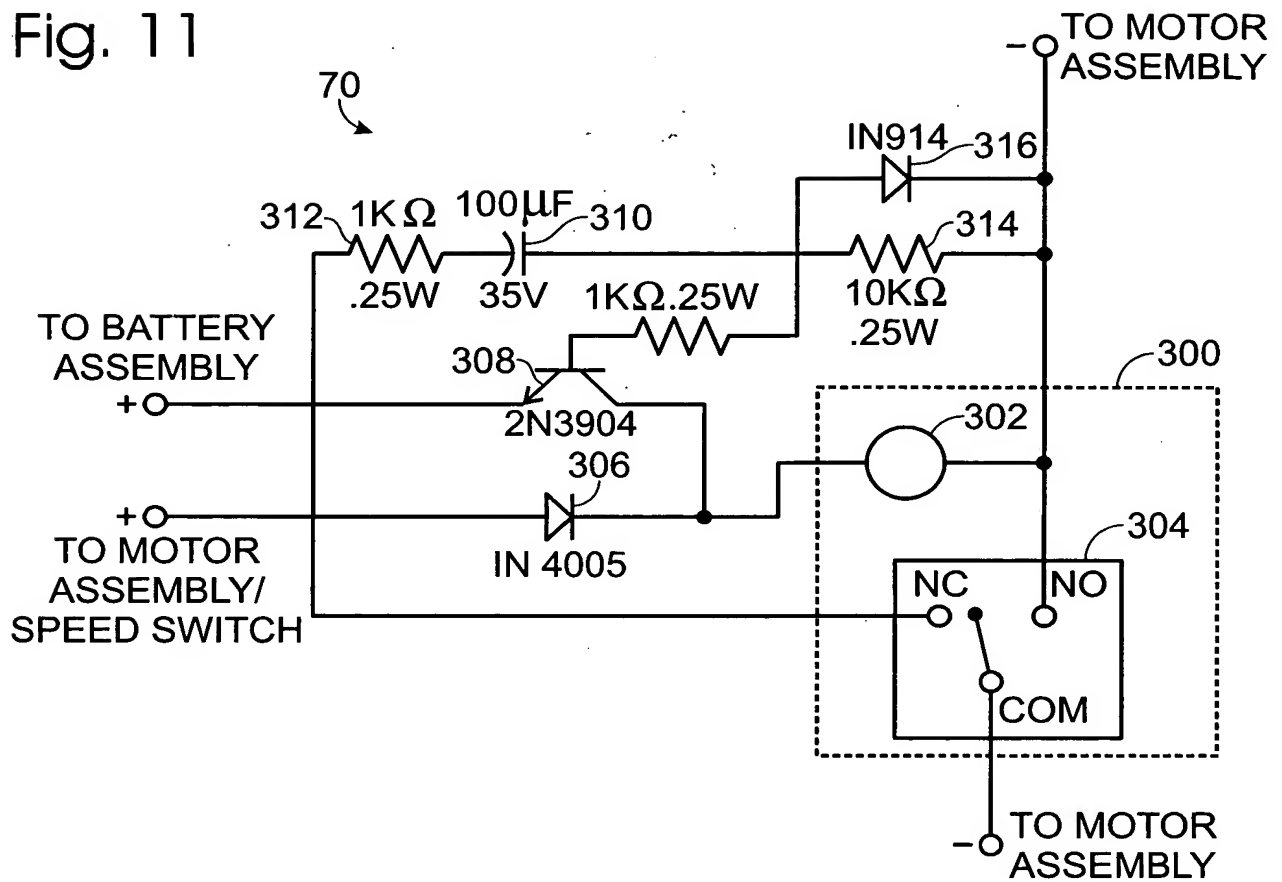 Fig. 11
TO MOTOR
ASSEMBLY
−
70
IN914
316
312
1KΩ
100µF
310
314
.25W
35V
1KΩ.25W
10KΩ
.25W
TO BATTERY
ASSEMBLY
308
300
+
2N3904
302
306
+
304
TO MOTOR
ASSEMBLY/
SPEED SWITCH
IN 4005
NC
NO
COM
−
TO MOTOR
ASSEMBLY